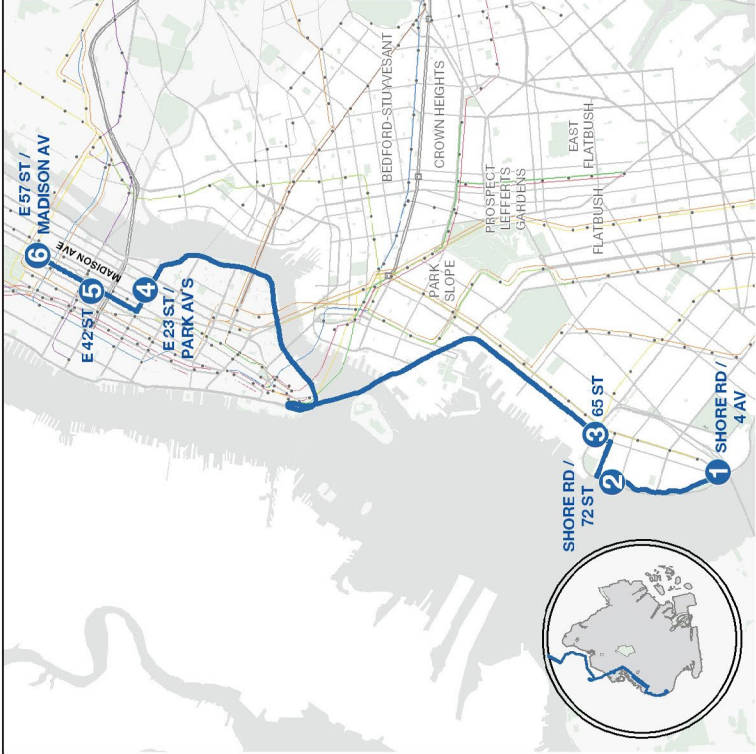 E 57 ST /
MADISON AV
6
MADISON AVE
5
E 42 ST
4
E 23 ST /
PARK AV S
BEDFORD-STUYVESANT
CROWN HEIGHTS
PROSPECT
LEFFERTS
GARDENS
EAST
FLATBUSH
FLATBUSH
PARK
SLOPE
3
65 ST
SHORE RD /
72 ST
2
1
SHORE RD /
4 AV